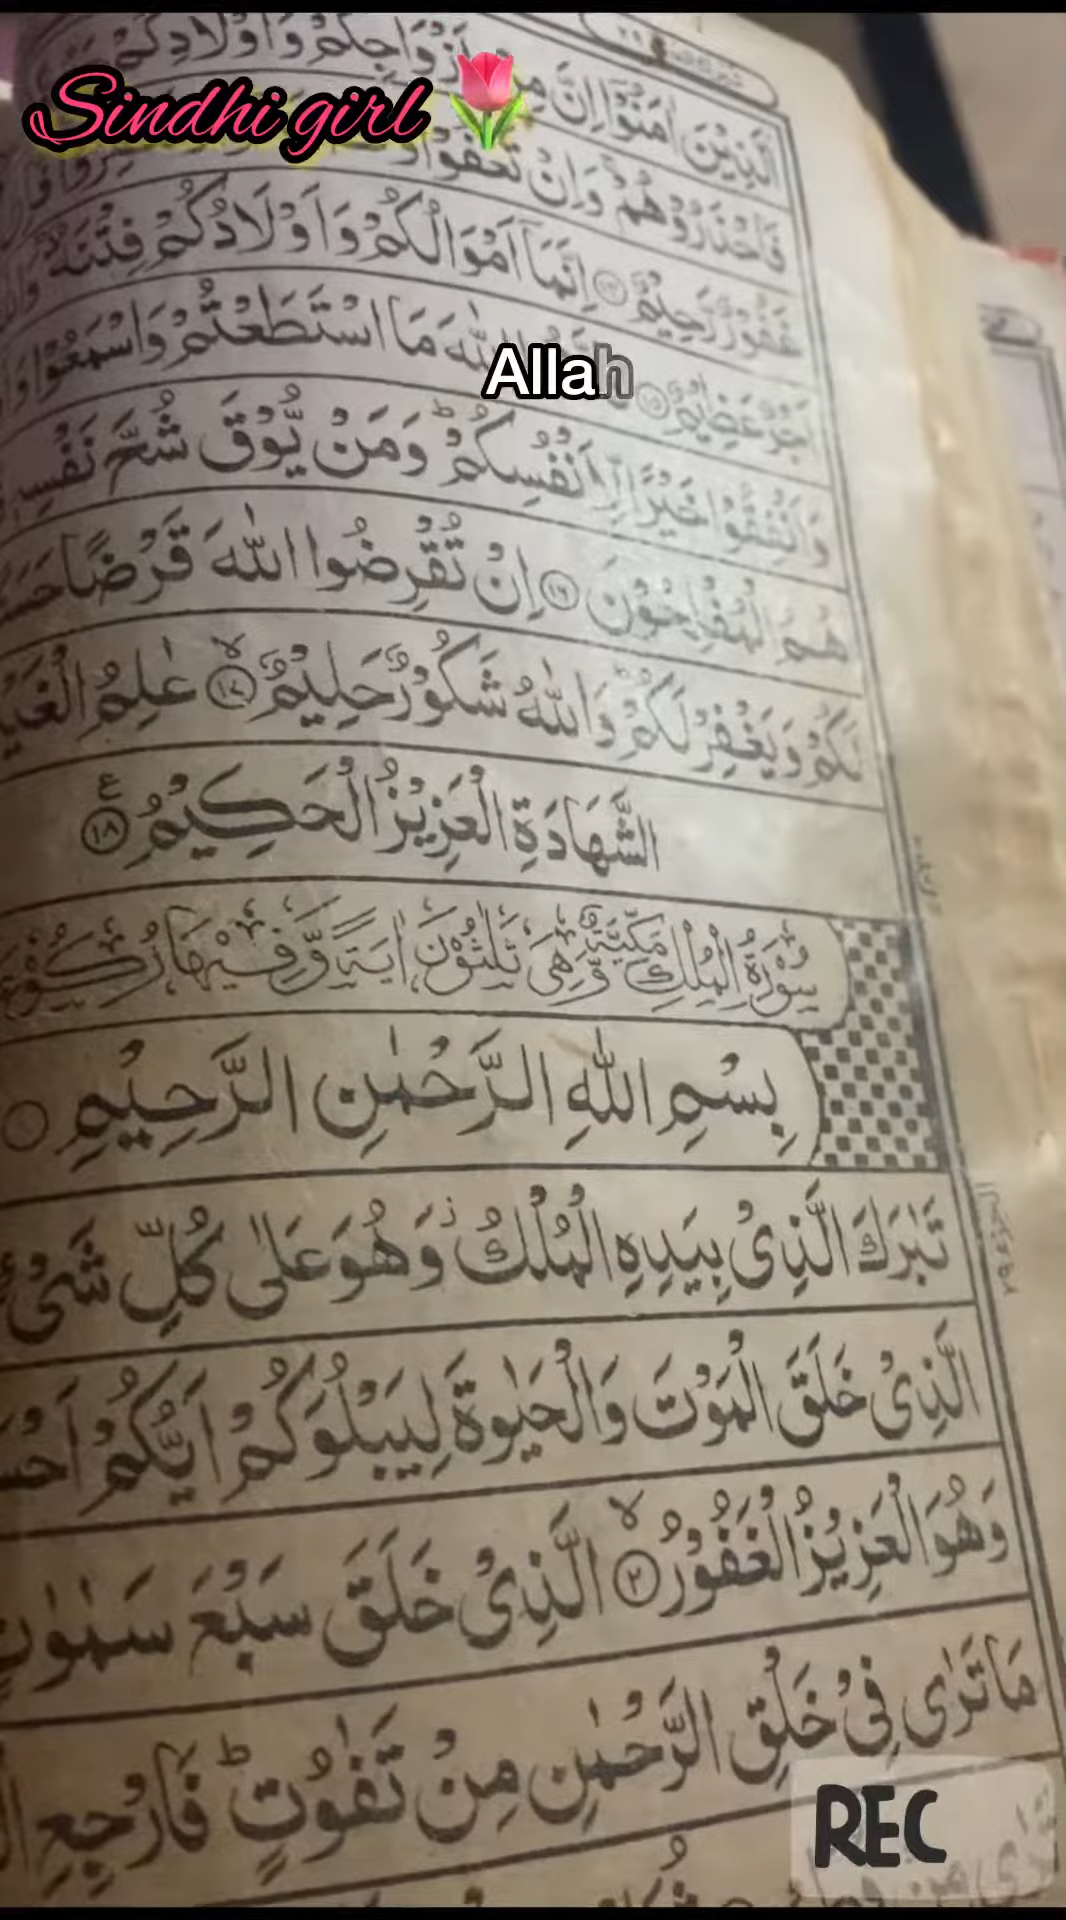 الَّذِيْنَ اٰمَنُوْۤا اِنَّ مِنْ اَزْوَاجِكُمْ وَاَوْلَادِكُمْ
Sindhi girl 🌷
فَاحْذَرُوْهُمْ ۚ وَاِنْ تَعْفُوْا
غَفُوْرٌ رَّحِيْمٌ ۝۱۴ اِنَّمَاۤ اَمْوَالُكُمْ وَاَوْلَادُكُمْ فِتْنَةٌ ؕ
اَجْرٌ عَظِيْمٌ ۝۱۵ اللّٰهَ مَا اسْتَطَعْتُمْ وَاسْمَعُوْا
Allah
وَاَنْفِقُوْا خَيْرًا لِّاَنْفُسِكُمْ ؕ وَمَنْ يُّوْقَ شُحَّ نَفْسِهٖ
هُمُ الْمُفْلِحُوْنَ ۝۱۶ اِنْ تُقْرِضُوا اللّٰهَ قَرْضًا
لَكُمْ وَيَغْفِرْ لَكُمْ ؕ وَاللّٰهُ شَكُوْرٌ حَلِيْمٌ ۝۱۷ۙ عٰلِمُ
الشَّهَادَةِ الْعَزِيْزُ الْحَكِيْمُ ۝۱۸ ع
سُوْرَةُ الْمُلْكِ مَكِّيَّةٌ وَّهِيَ ثَلٰثُوْنَ اٰيَةً وَّفِيْهَا رُكُوْعَ
بِسْمِ اللّٰهِ الرَّحْمٰنِ الرَّحِيْمِ
تَبٰرَكَ الَّذِيْ بِيَدِهِ الْمُلْكُ ز وَهُوَ عَلٰى كُلِّ شَيْءٍ
الَّذِيْ خَلَقَ الْمَوْتَ وَالْحَيٰوةَ لِيَبْلُوَكُمْ اَيُّكُمْ
وَهُوَ الْعَزِيْزُ الْغَفُوْرُ ۝۲ۙ الَّذِيْ خَلَقَ سَبْعَ سَمٰوٰتٍ
مَا تَرٰى فِيْ خَلْقِ الرَّحْمٰنِ مِنْ تَفٰوُتٍ ؕ فَارْجِعِ
REC